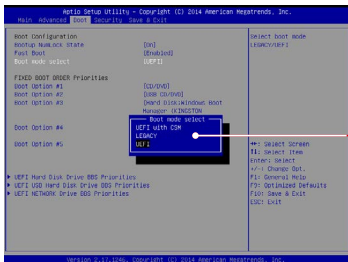 Aptio Setup Utility - Copyright (C) 2014 American Megatrends, Inc.
Main Advanced Boot Security Save & Exit
Boot Configuration
Bootup NumLock State [On]
Fast Boot [Enabled]
Boot mode select [UEFI]
FIXED BOOT ORDER Priorities
Boot Option #1 [CD/DVD]
Boot Option #2 [USB CD/DVD]
Boot Option #3 [Hard Disk:Windows Boot
Manager (KINGSTON
Boot Option #4
Boot Option #5
Boot mode select
UEFI with CSM
LEGACY
UEFI
UEFI Hard Disk Drive BBS Priorities
UEFI USB Hard Disk Drive BBS Priorities
UEFI NETWORK Drive BBS Priorities
Select boot mode
LEGACY/UEFI
: Select Screen
: Select Item
Enter: Select
+/-: Change Opt.
F1: General Help
F9: Optimized Defaults
F10: Save & Exit
ESC: Exit
Version 2.17.1246. Copyright (C) 2014 American Megatrends, Inc.